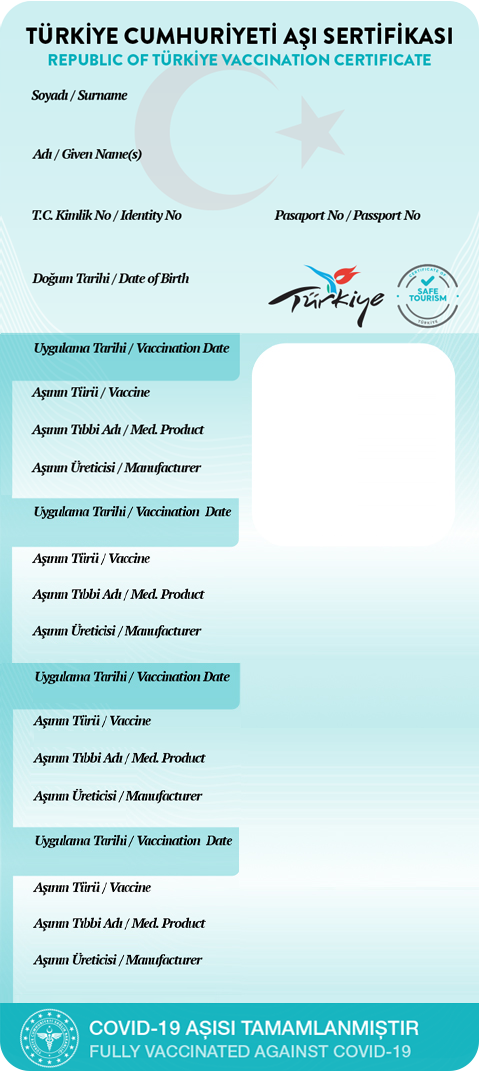 TÜRKİYE CUMHURİYETİ AŞI SERTİFİKASI
REPUBLIC OF TÜRKİYE VACCINATION CERTIFICATE
Soyadı / Surname
Adı / Given Name(s)
T.C. Kimlik No / Identity No
Pasaport No / Passport No
Doğum Tarihi / Date of Birth
Türkiye
CERTIFICATE OF
SAFE
TOURISM
TÜRKİYE
Uygulama Tarihi / Vaccination Date
Aşının Türü / Vaccine
Aşının Tıbbi Adı / Med. Product
Aşının Üreticisi / Manufacturer
Uygulama Tarihi / Vaccination Date
Aşının Türü / Vaccine
Aşının Tıbbi Adı / Med. Product
Aşının Üreticisi / Manufacturer
Uygulama Tarihi / Vaccination Date
Aşının Türü / Vaccine
Aşının Tıbbi Adı / Med. Product
Aşının Üreticisi / Manufacturer
Uygulama Tarihi / Vaccination Date
Aşının Türü / Vaccine
Aşının Tıbbi Adı / Med. Product
Aşının Üreticisi / Manufacturer
COVID-19 AŞISI TAMAMLANMIŞTIR
FULLY VACCINATED AGAINST COVID-19